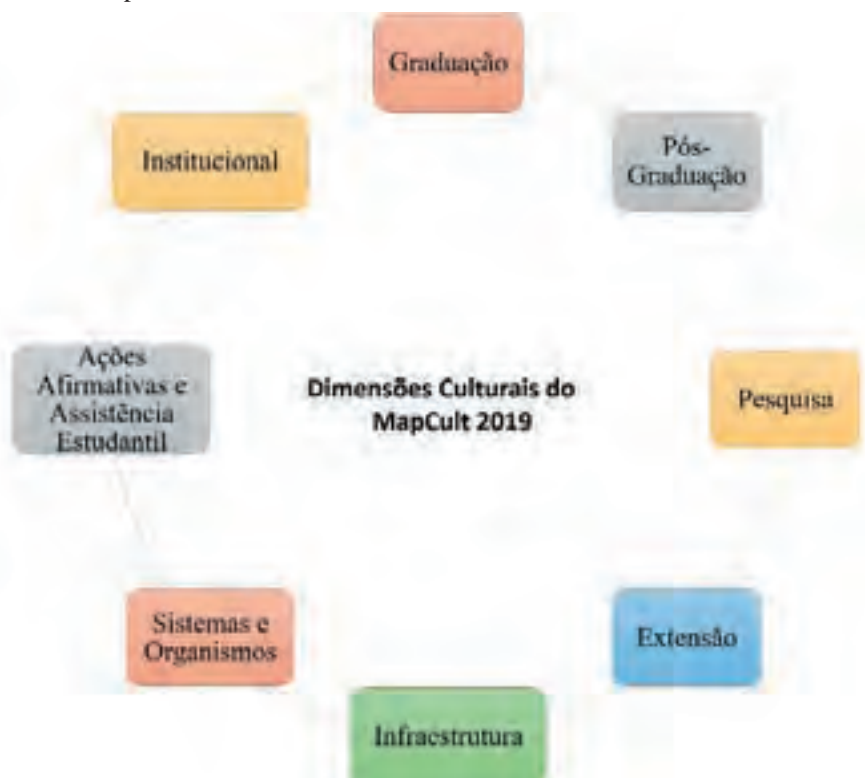 Graduação
Institucional
Pós-
Graduação
Ações
Afirmativas e
Assistência
Estudantil
Dimensões Culturais do
MapCult 2019
Pesquisa
Sistemas e
Organismos
Extensão
Infraestrutura